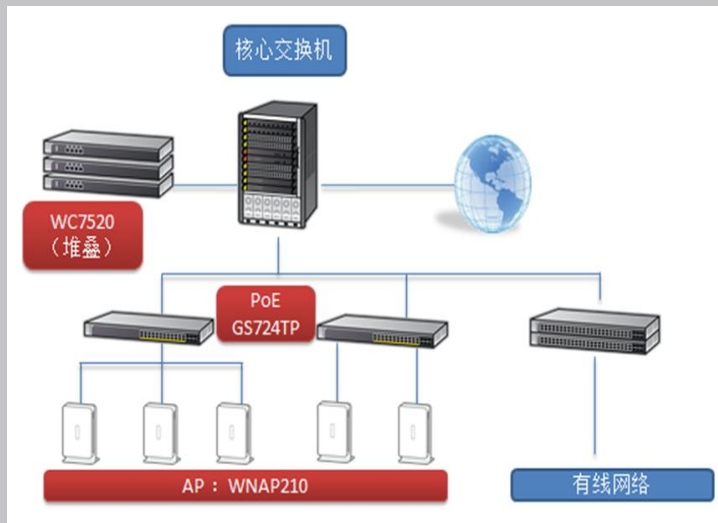 核心交换机
WC7520
（堆叠）
PoE
GS724TP
AP ： WNAP210
有线网络